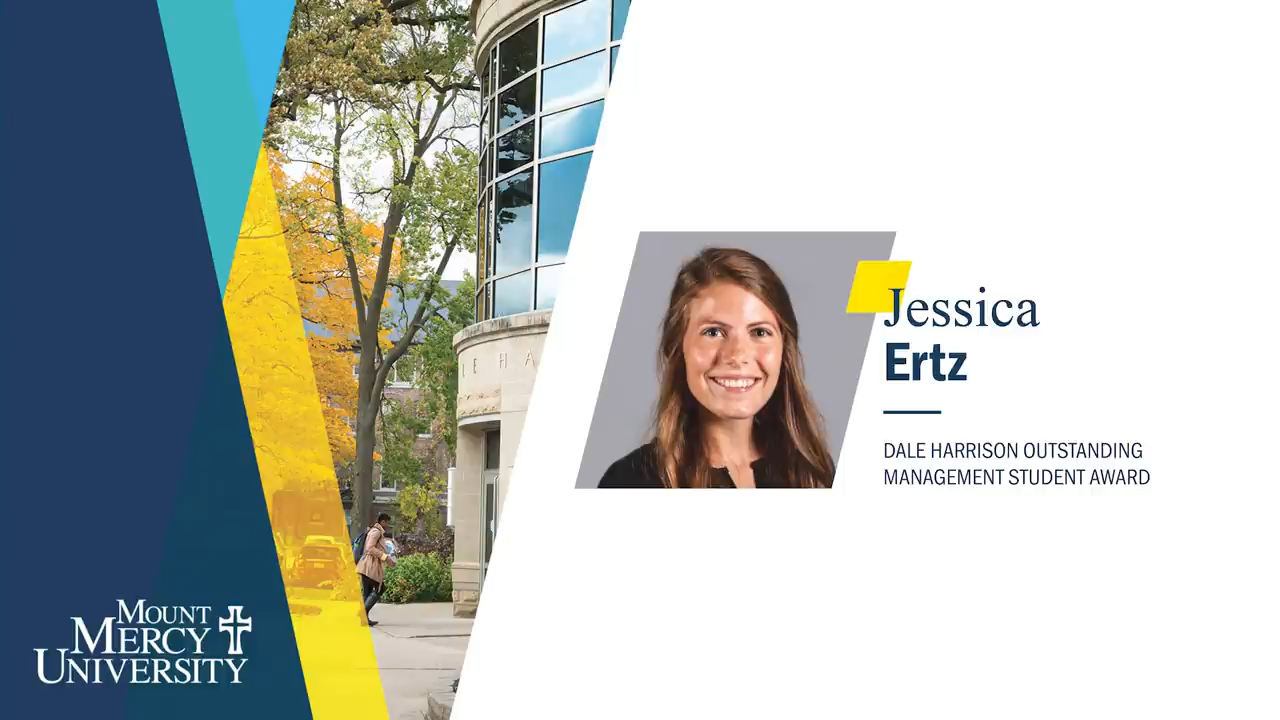 Jessica
Ertz
DALE HARRISON OUTSTANDING
MANAGEMENT STUDENT AWARD
MOUNT
MERCY
UNIVERSITY